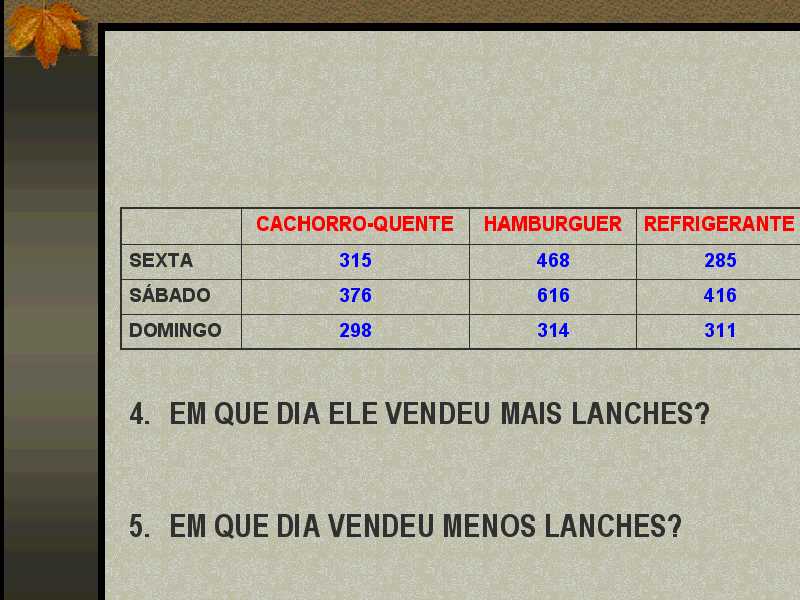 CACHORRO-QUENTE HAMBURGUER REFRIGERANTE
SEXTA 315 468 285
SÁBADO 376 616 416
DOMINGO 298 314 311
4. EM QUE DIA ELE VENDEU MAIS LANCHES?
5. EM QUE DIA VENDEU MENOS LANCHES?